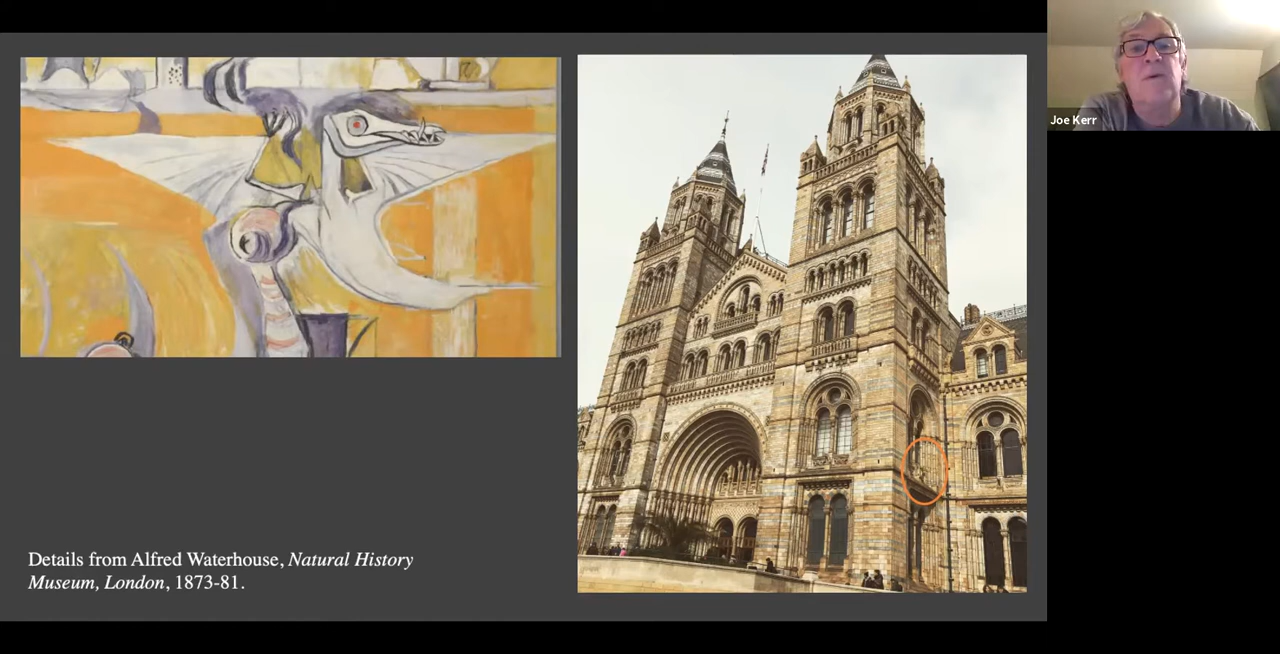 Joe Kerr
Details from Alfred Waterhouse, Natural History
Museum, London, 1873-81.